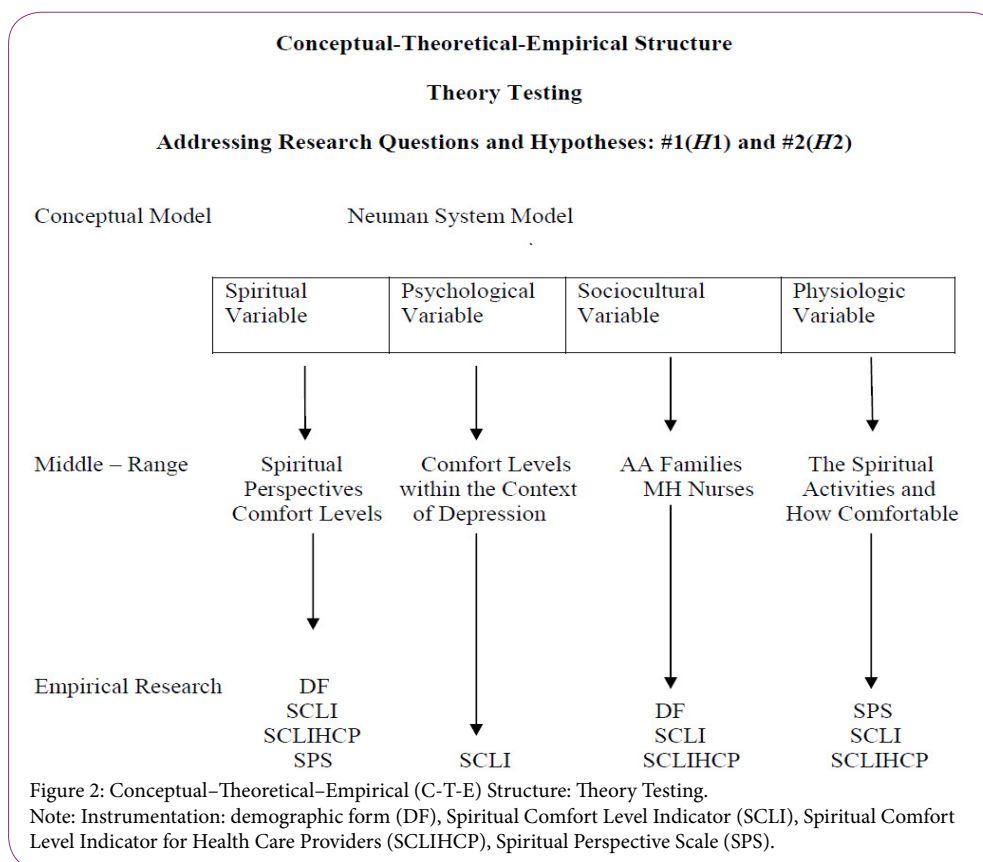 Conceptual-Theoretical-Empirical Structure
Theory Testing
Addressing Research Questions and Hypotheses: #1(H1) and #2(H2)
Conceptual Model Neuman System Model
Spiritual Variable
Psychological Variable
Sociocultural Variable
Physiologic Variable
Middle – Range
Spiritual
Perspectives
Comfort Levels
Comfort Levels
within the Context
of Depression
AA Families
MH Nurses
The Spiritual
Activities and
How Comfortable
Empirical Research
DF
SCLI
SCLIHCP
SPS
SCLI
DF
SCLI
SCLIHCP
SPS
SCLI
SCLIHCP
Figure 2: Conceptual–Theoretical–Empirical (C-T-E) Structure: Theory Testing.
Note: Instrumentation: demographic form (DF), Spiritual Comfort Level Indicator (SCLI), Spiritual Comfort
Level Indicator for Health Care Providers (SCLIHCP), Spiritual Perspective Scale (SPS).